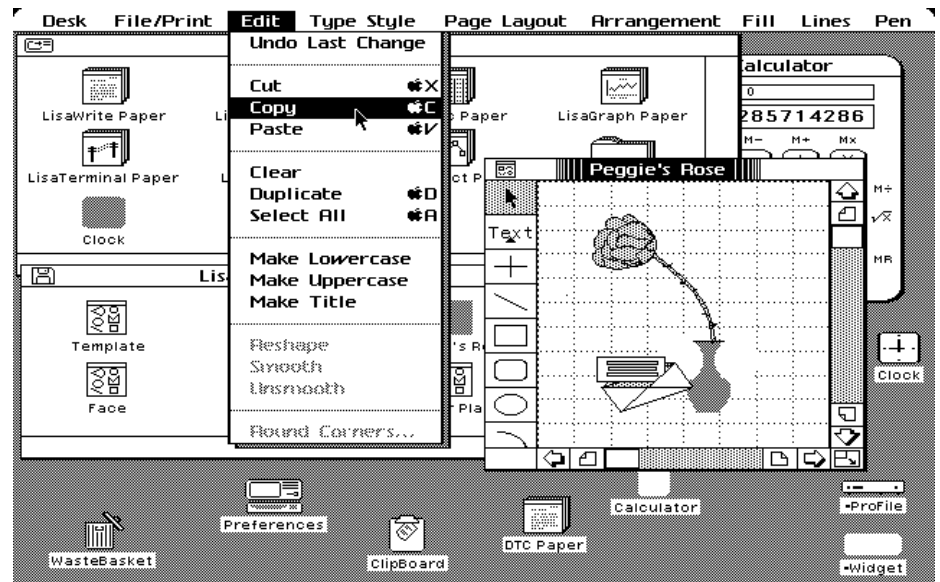 Desk File/Print Edit Type Style Page Layout Arrangement Fill Lines Pen
Undo Last Change
Cut X
Copy C
Paste V
Clear
Duplicate D
Select All A
Make Lowercase
Make Uppercase
Make Title
Reshape
Smooth
Unsmooth
Round Corners...
LisaWrite Paper
Paper
LisaGraph Paper
LisaTerminal Paper
Clock
Calculator
0
285714286
M- M+ Mx
M÷
√x
MR
Peggie's Rose
Text
Template
Face
Clock
Preferences
WasteBasket
ClipBoard
DTC Paper
Calculator
-ProFile
-Widget